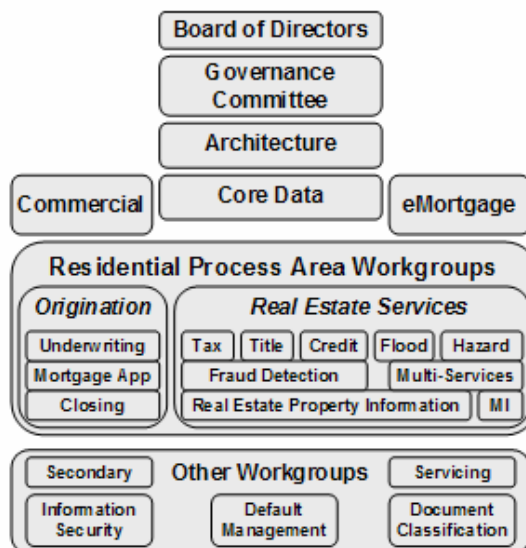 Board of Directors
Governance
Committee
Architecture
Commercial
Core Data
eMortgage
Residential Process Area Workgroups
Origination
Real Estate Services
Underwriting
Tax
Title
Credit
Flood
Hazard
Mortgage App
Fraud Detection
Multi-Services
Closing
Real Estate Property Information
MI
Secondary
Other Workgroups
Servicing
Information
Security
Default
Management
Document
Classification